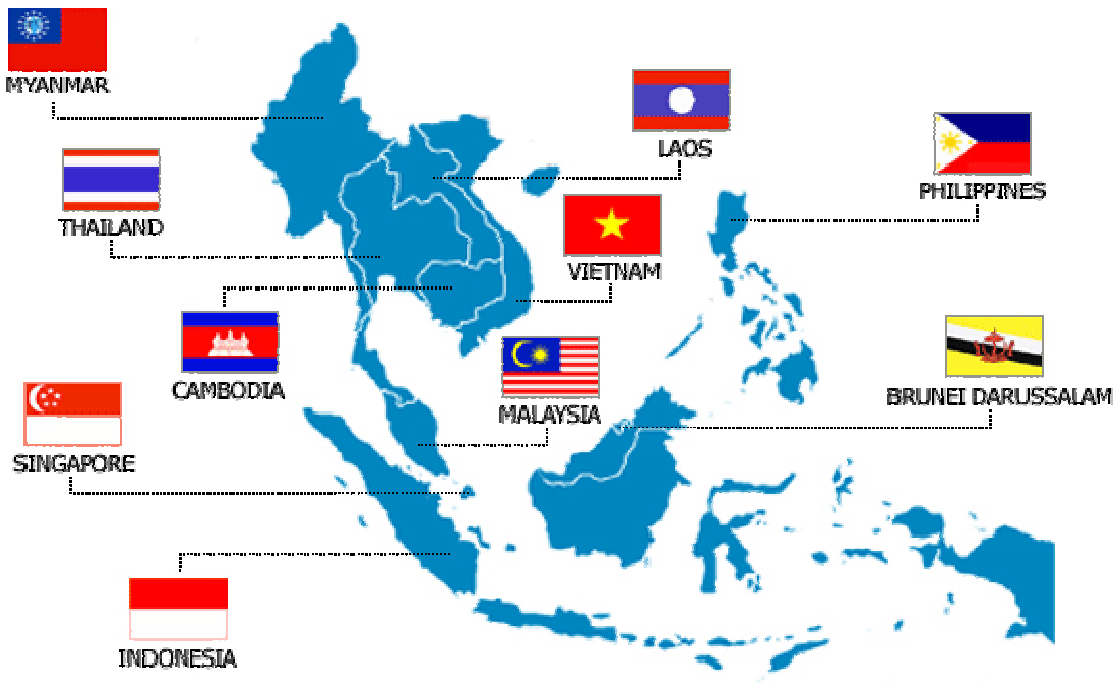 MYANMAR
LAOS
PHILIPPINES
THAILAND
VIETNAM
CAMBODIA
MALAYSIA
BRUNEI DARUSSALAM
SINGAPORE
INDONESIA